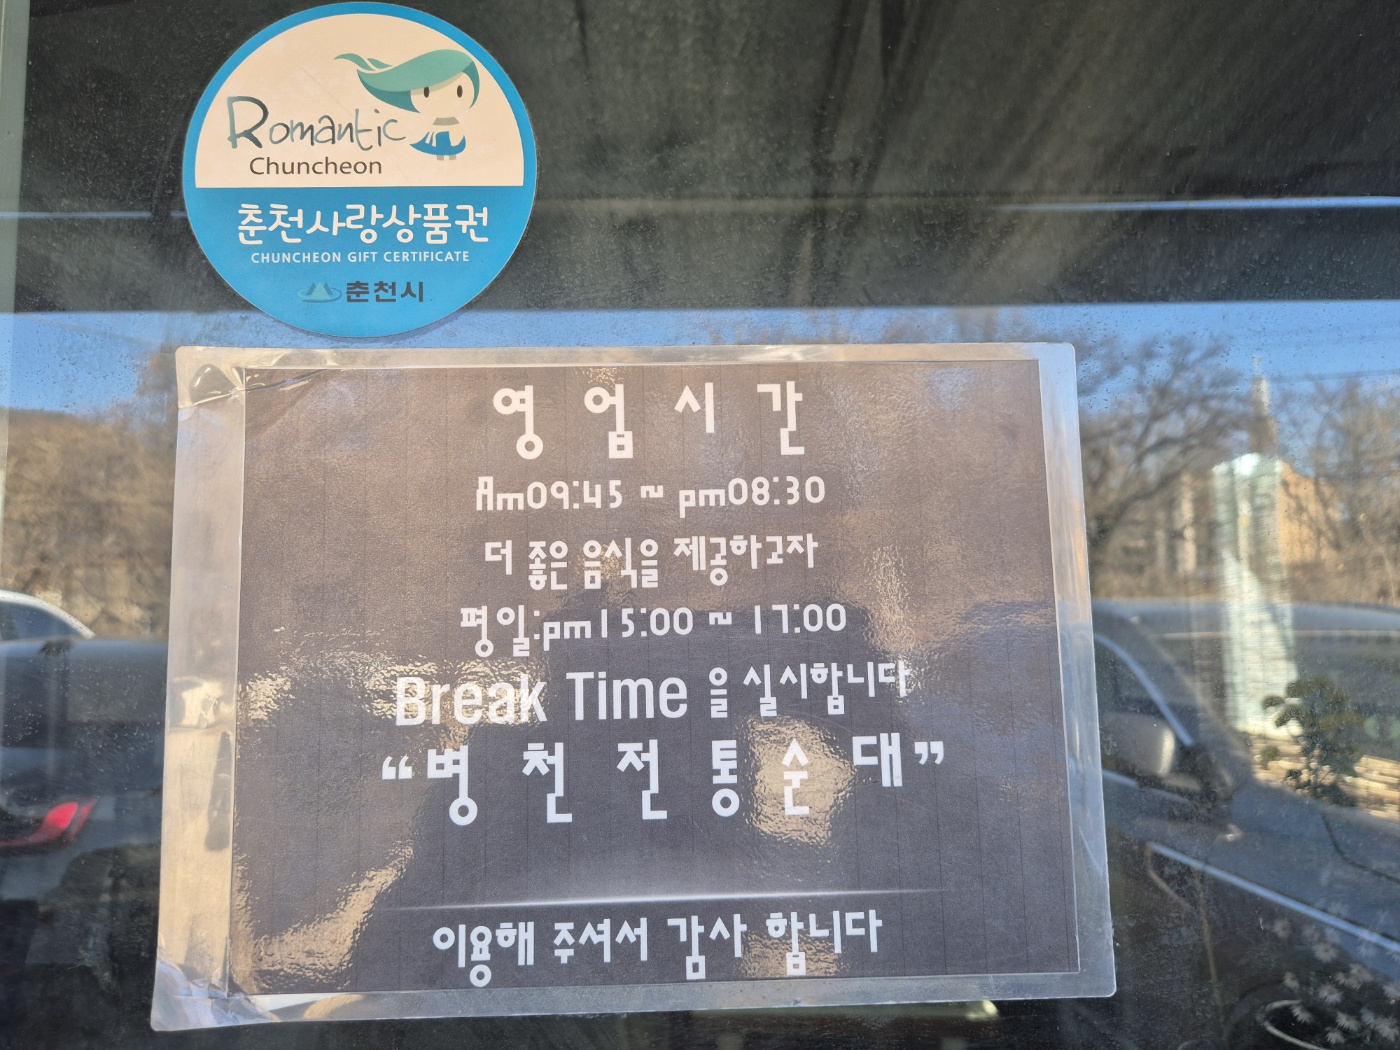 Romantic
Chuncheon
춘천사랑상품권
CHUNCHEON GIFT CERTIFICATE
춘천시
영 업 시 간
Am09:45 ~ pm08:30
더 좋은 음식을 제공하고자
평일:pm15:00 ~ 17:00
Break Time 을 실시합니다
“병 천 전 통 순 대”
이용해 주셔서 감사 합니다